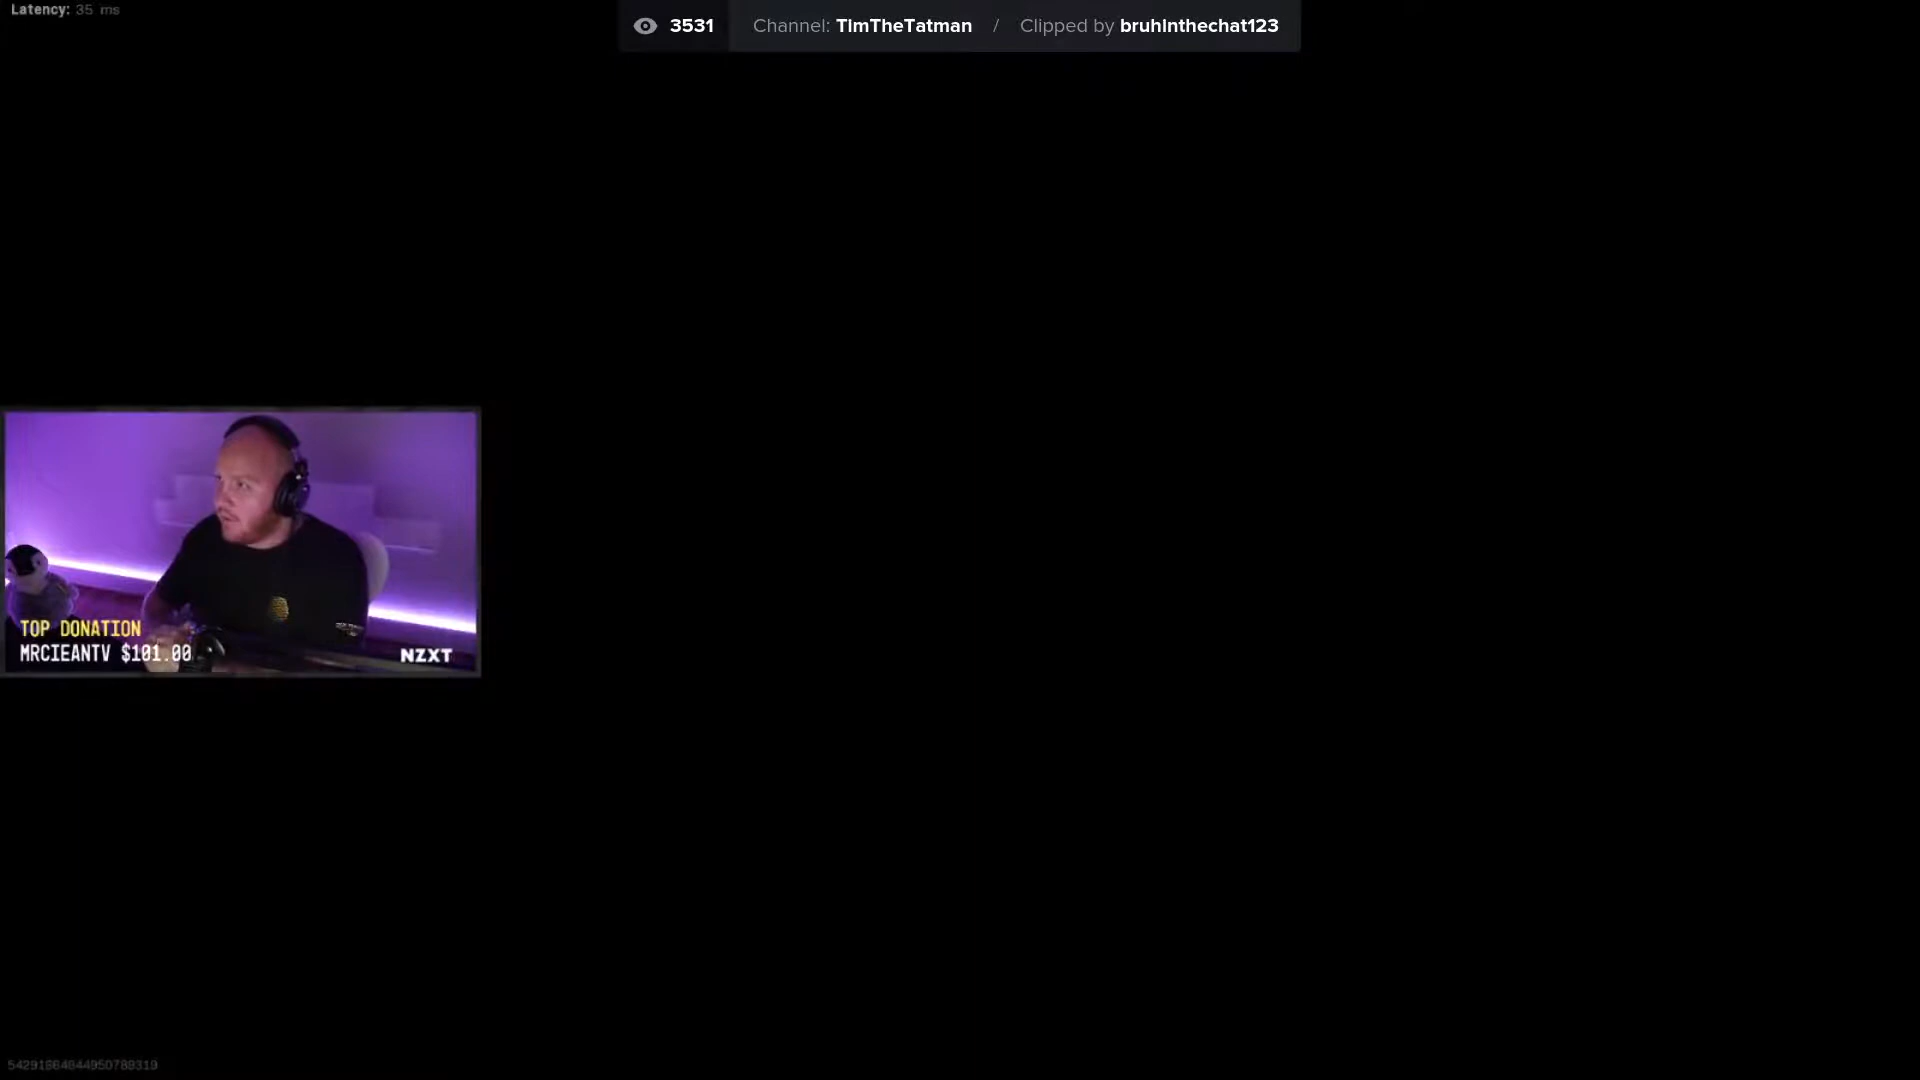 Latency: 35 ms
3531 Channel: TimTheTatman / Clipped by bruhinthechat123
TOP DONATION
MRCIEANTV $101.00
NZXT